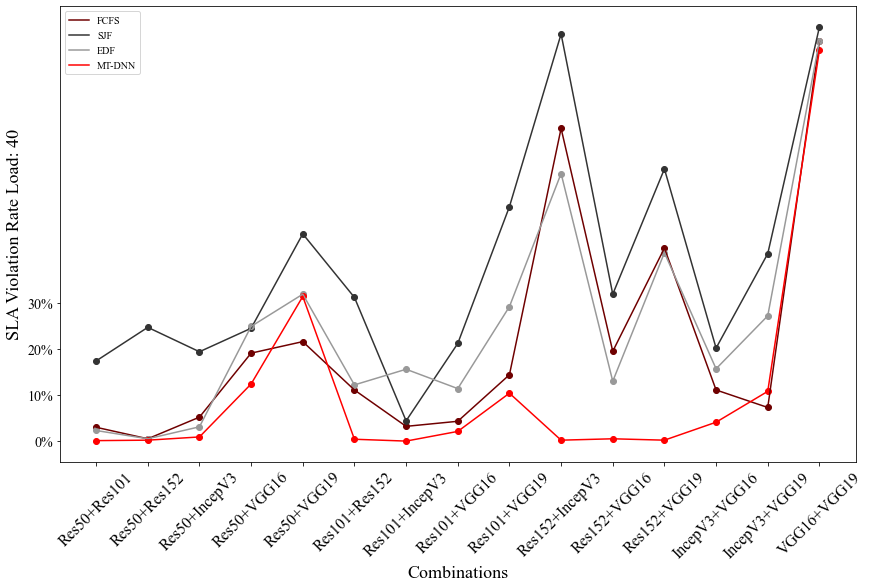 FCFS
SJF
EDF
MT-DNN
SLA Violation Rate Load: 40
30%
20%
10%
0%
Res50+Res101
Res50+Res152
Res50+IncepV3
Res50+VGG16
Res50+VGG19
Res101+Res152
Res101+IncepV3
Res101+VGG16
Res101+VGG19
Res152+IncepV3
Res152+VGG16
Res152+VGG19
IncepV3+VGG16
IncepV3+VGG19
VGG16+VGG19
Combinations